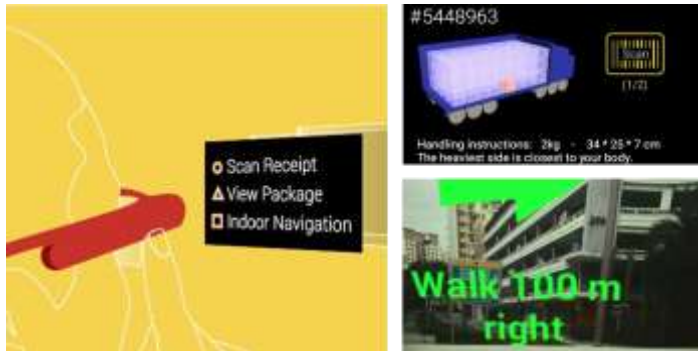 Scan Receipt
View Package
Indoor Navigation
#5448963
Scan
(1/2)
Handling instructions: 2kg - 34 * 25 * 7 cm
The heaviest side is closest to your body.
Walk 100 m
right